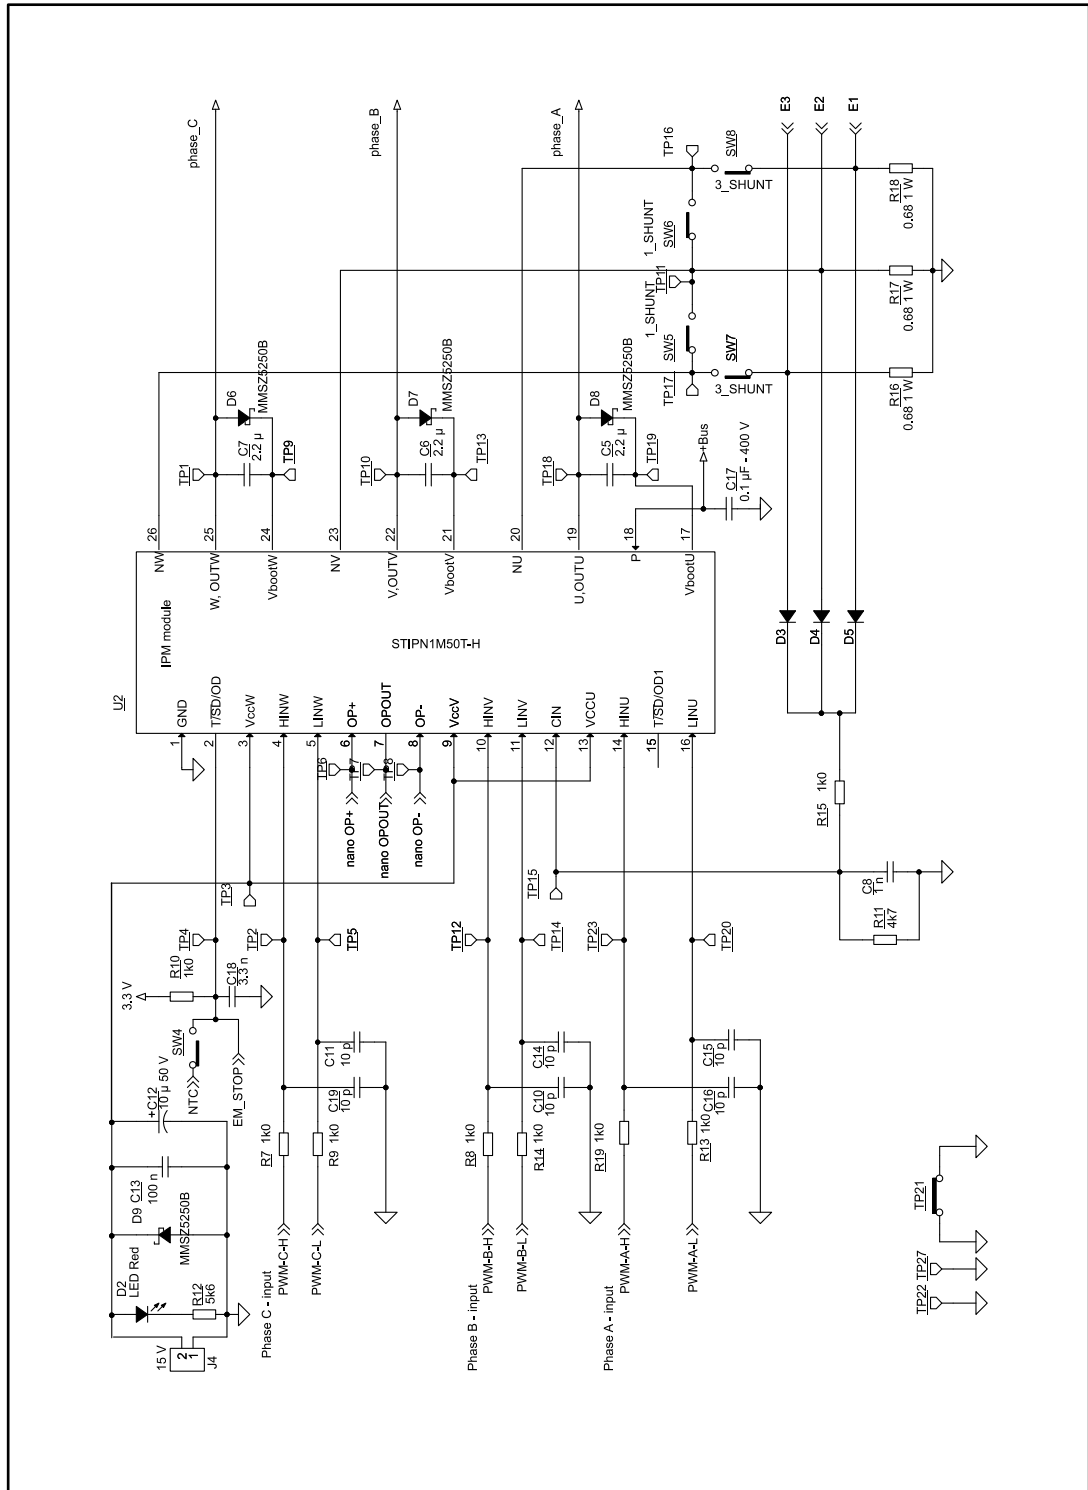 phase_C
phase_B
phase_A
E3
E2
E1
TP16
SW8
3_SHUNT
1_SHUNT
SW6
TP11
1_SHUNT
SW5
SW7
3_SHUNT
TP17
R18
0.68 1 W
R17
0.68 1 W
R16
0.68 1 W
D6
MMSZ5250B
C7
2.2 µ
TP1
TP9
D7
MMSZ5250B
C6
2.2 µ
TP10
TP13
D8
MMSZ5250B
C5
2.2 µ
TP18
TP19
+Bus
C17
0.1 µF - 400 V
26
25
24
23
22
21
20
19
18
17
NW
W, OUTW
VbootW
NV
V,OUTV
VbootV
NU
U,OUTU
P
VbootU
IPM module
STIPN1M50T-H
U2
GND
T/SD/OD
VccW
HINW
LINW
OP+
OPOUT
OP-
VccV
HINV
LINV
CIN
VCCU
HINU
T/SD/OD1
LINU
1
2
3
4
5
6
7
8
9
10
11
12
13
14
15
16
D3
D4
D5
R15 1k0
C8
1 n
R11
4k7
TP6
TP7
TP8
nano OP+
nano OPOUT
nano OP-
TP3
TP15
TP4
TP2
TP5
TP12
TP14
TP23
TP20
R10
1k0
C18
3.3 n
3.3 V
SW4
NTC
EM_STOP
+C12
10 µ 50 V
C13
100 n
D9
MMSZ5250B
D2
LED Red
R12
5k6
15 V
2
1
J4
C11
10 p
C19
10 p
C14
10 p
C10
10 p
C15
10 p
C16
10 p
R7 1k0
R9 1k0
R8 1k0
R14 1k0
R19 1k0
R13 1k0
Phase C - input
PWM-C-H
PWM-C-L
Phase B - input
PWM-B-H
PWM-B-L
Phase A - input
PWM-A-H
PWM-A-L
TP21
TP27
TP22